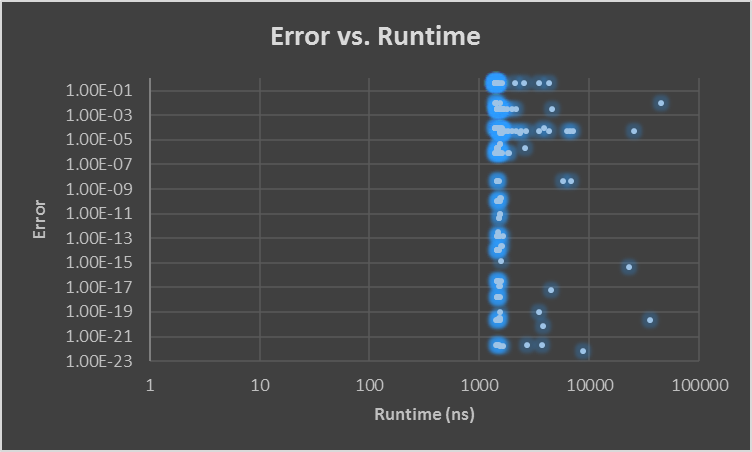 Error vs. Runtime
1.00E-01
1.00E-03
1.00E-05
1.00E-07
1.00E-09
1.00E-11
1.00E-13
1.00E-15
1.00E-17
1.00E-19
1.00E-21
1.00E-23
Error
1 10 100 1000 10000 100000
Runtime (ns)